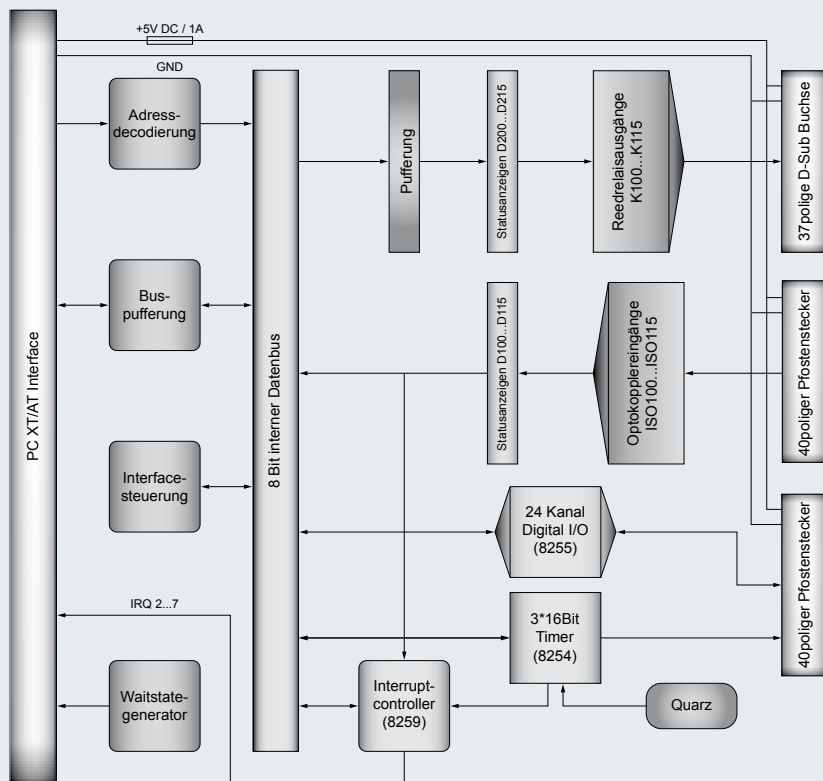 +5V DC / 1A
GND
PC XT/AT Interface
Adress-
decodierung
Bus-
pufferung
Interface-
steuerung
IRQ 2...7
Waitstate-
generator
8 Bit interner Datenbus
Pufferung
Statusanzeigen D200...D215
Reedrelaisausgänge
K100...K115
37polige D-Sub Buchse
Statusanzeigen D100...D115
Optokopplereingänge
ISO100...ISO115
40poliger Pfostenstecker
24 Kanal
Digital I/O
(8255)
3*16Bit
Timer
(8254)
40poliger Pfostenstecker
Interrupt-
controller
(8259)
Quarz